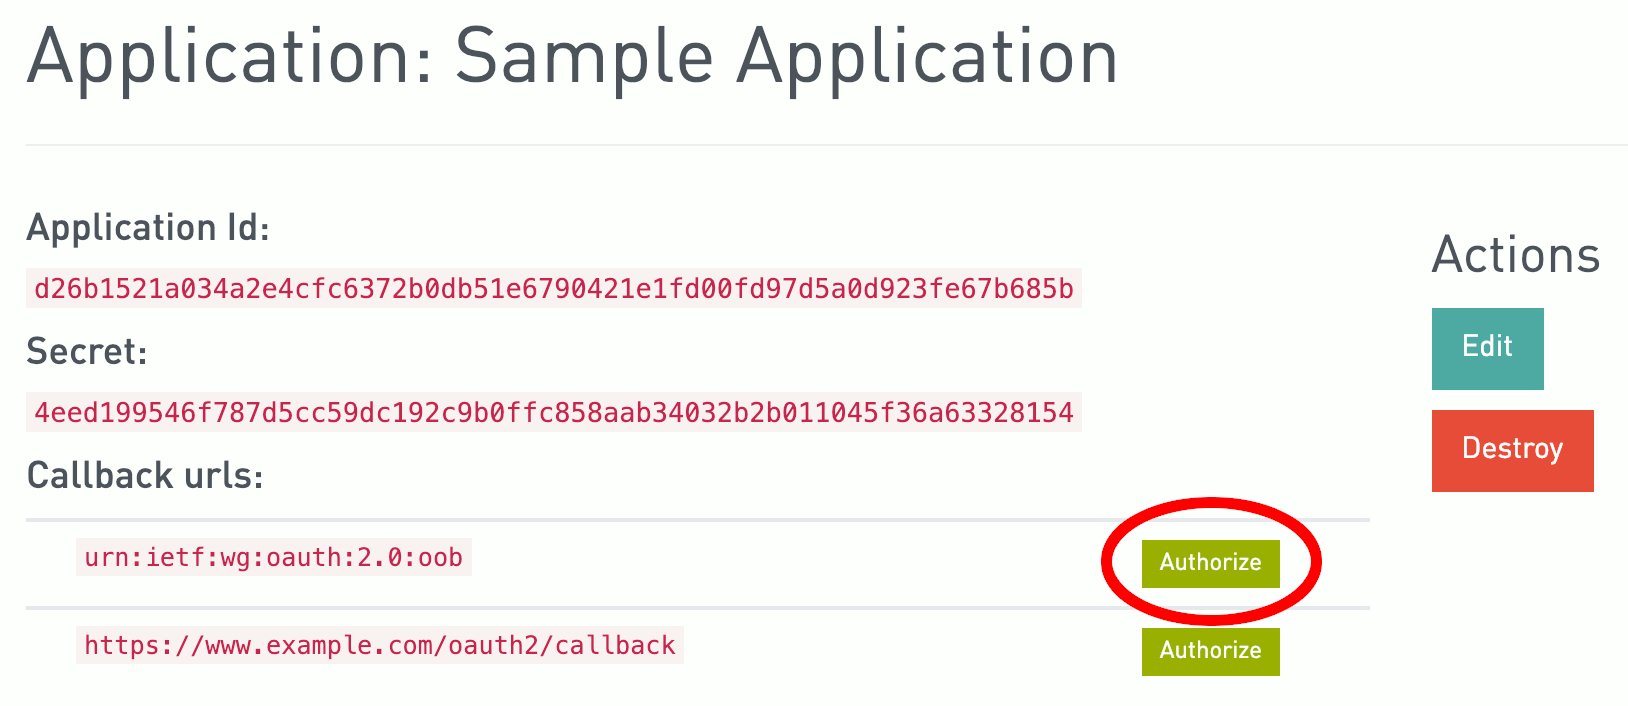 Application: Sample Application
Application Id:
d26b1521a034a2e4cfc6372b0db51e6790421e1fd00fd97d5a0d923fe67b685b
Secret:
4eed199546f787d5cc59dc192c9b0ffc858aab34032b2b011045f36a63328154
Callback urls:
urn:ietf:wg:oauth:2.0:oob
Authorize
https://www.example.com/oauth2/callback
Authorize
Actions
Edit
Destroy